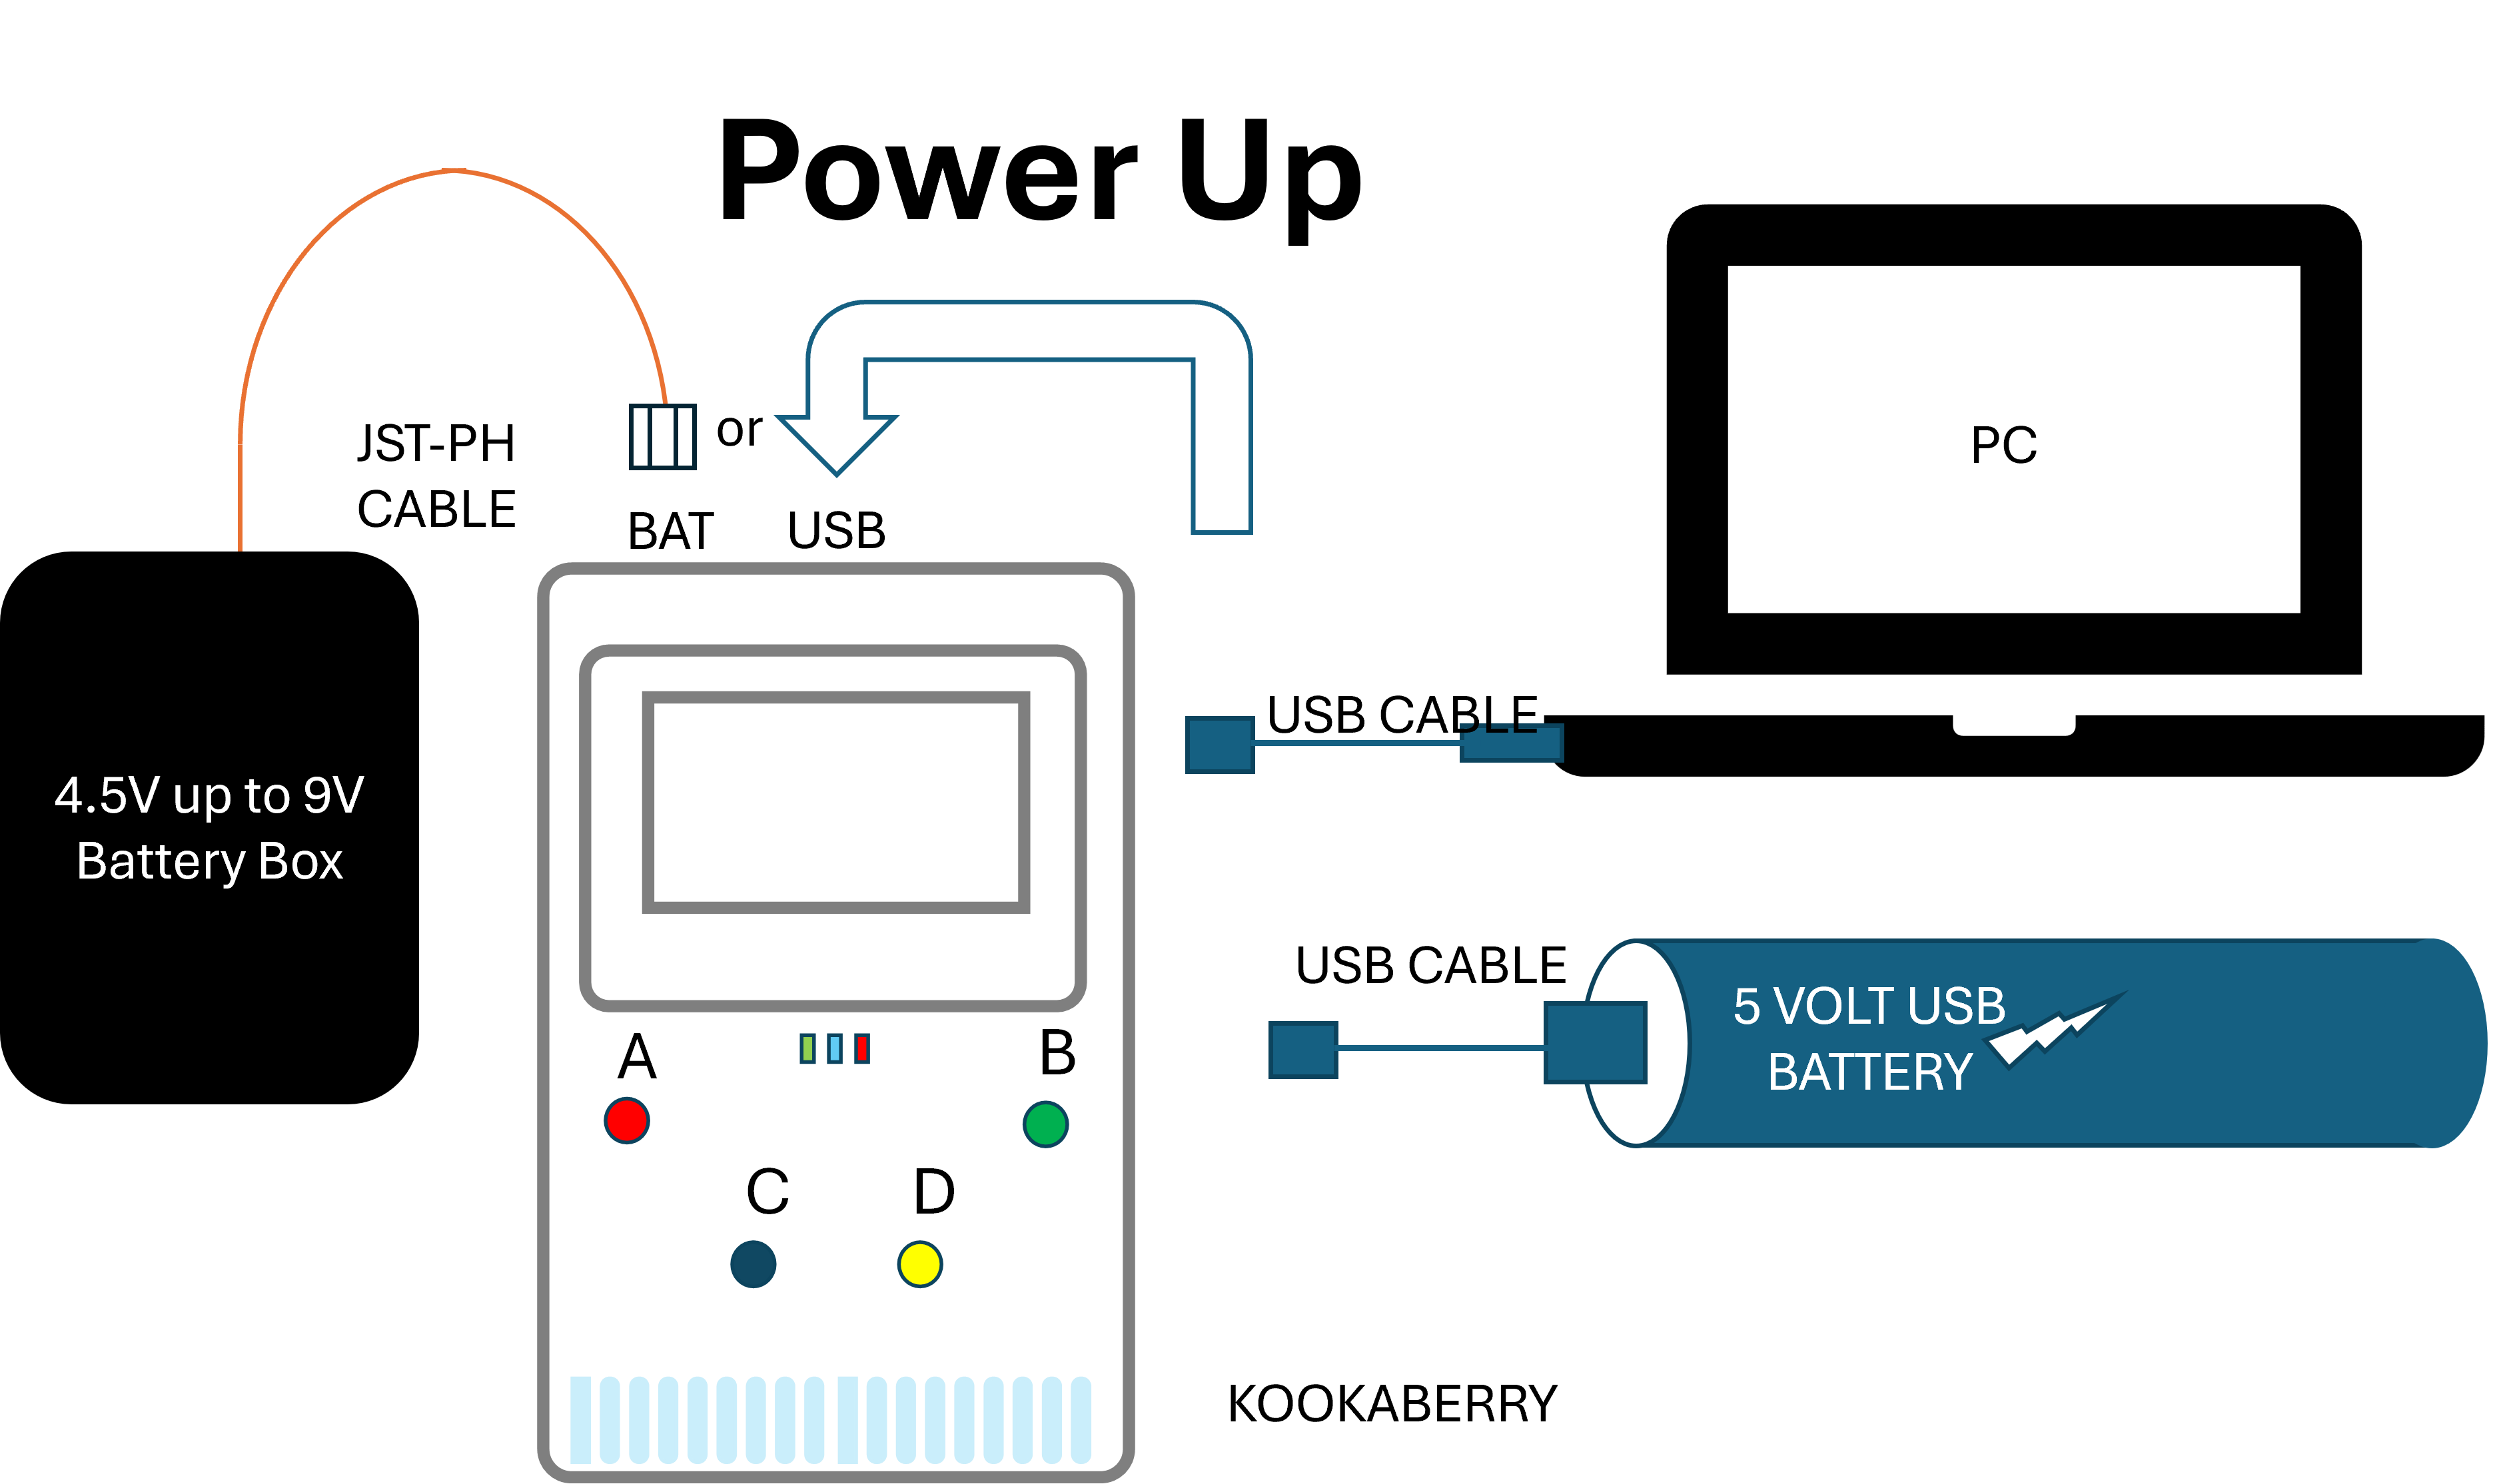 Power Up
JST-PH
CABLE
or
BAT
USB
PC
4.5V up to 9V
Battery Box
USB CABLE
USB CABLE
5 VOLT USB
BATTERY
A
B
C
D
KOOKABERRY